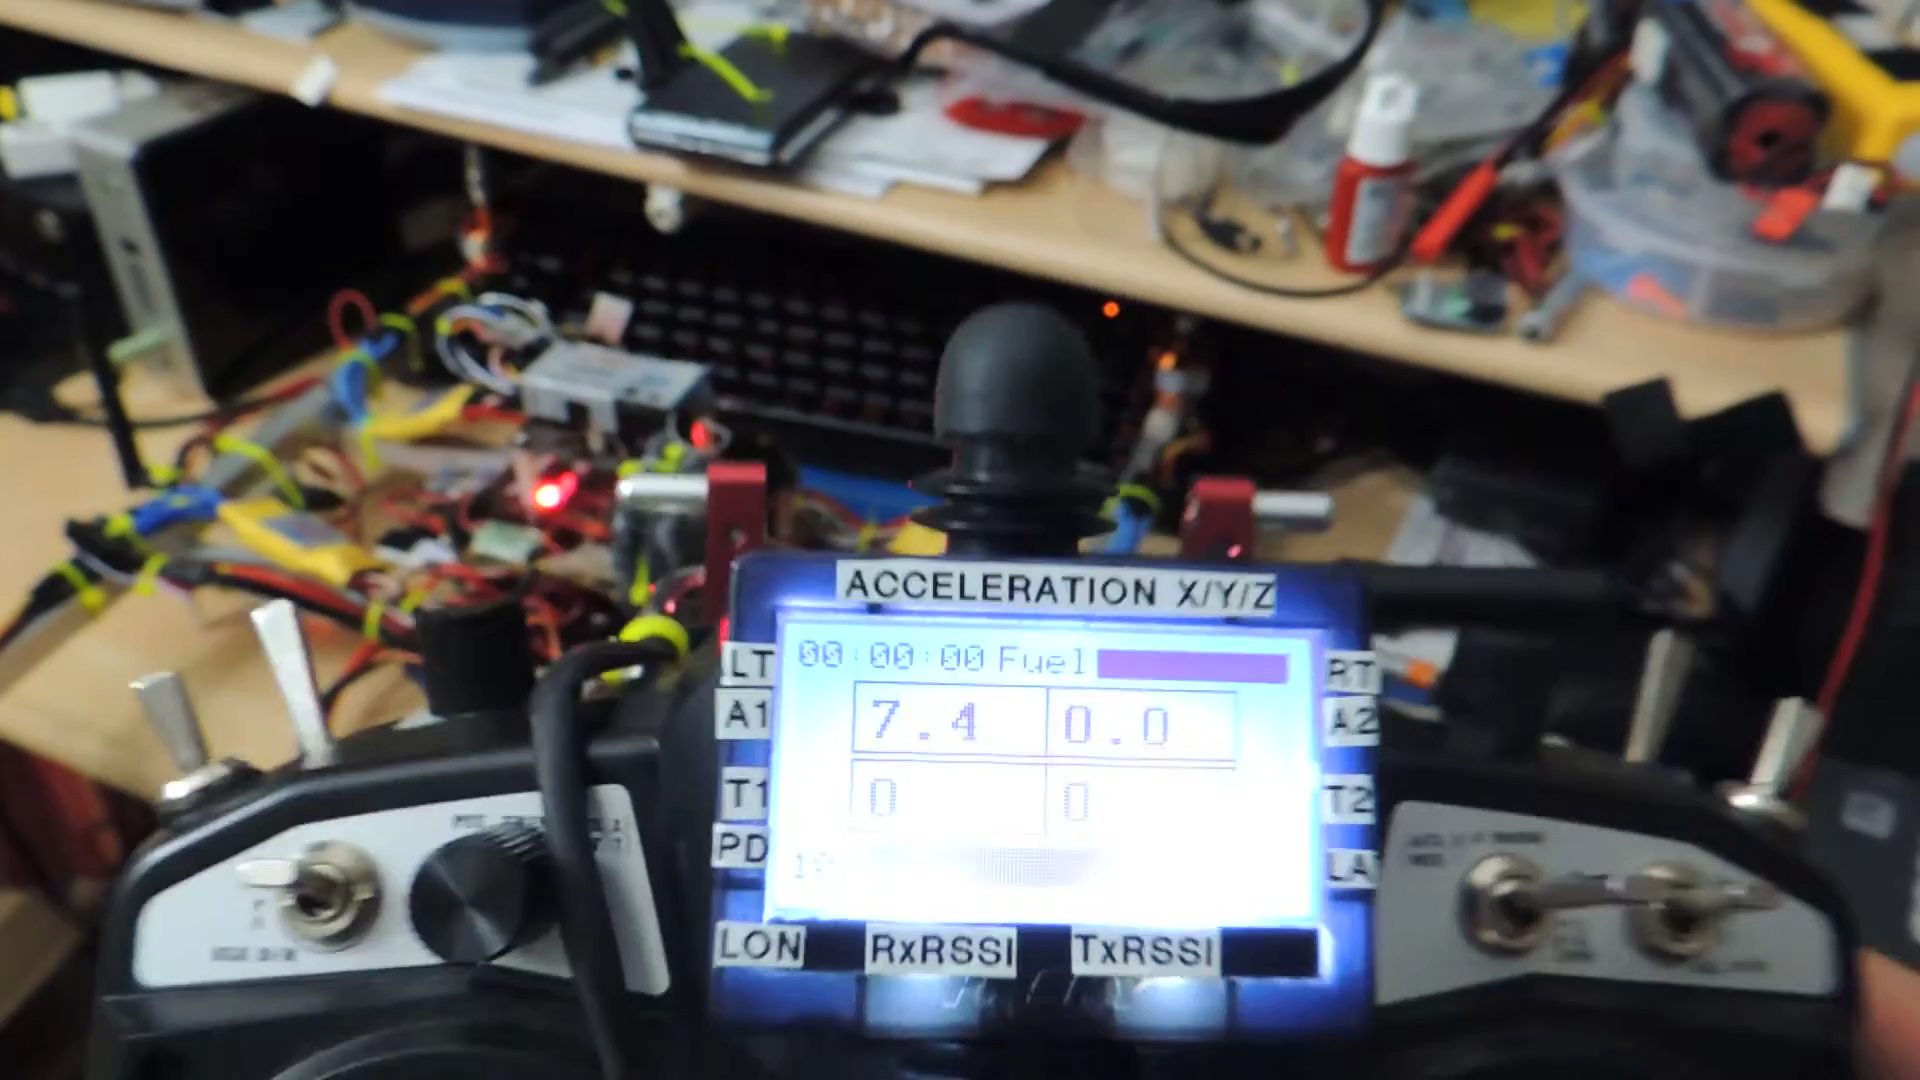 ACCELERATION X/Y/Z
LT 00:00:00 Fuel RT
A1 7.4 0.0 A2
T1 0 0 T2
PD LA
LON RxRSSI TxRSSI